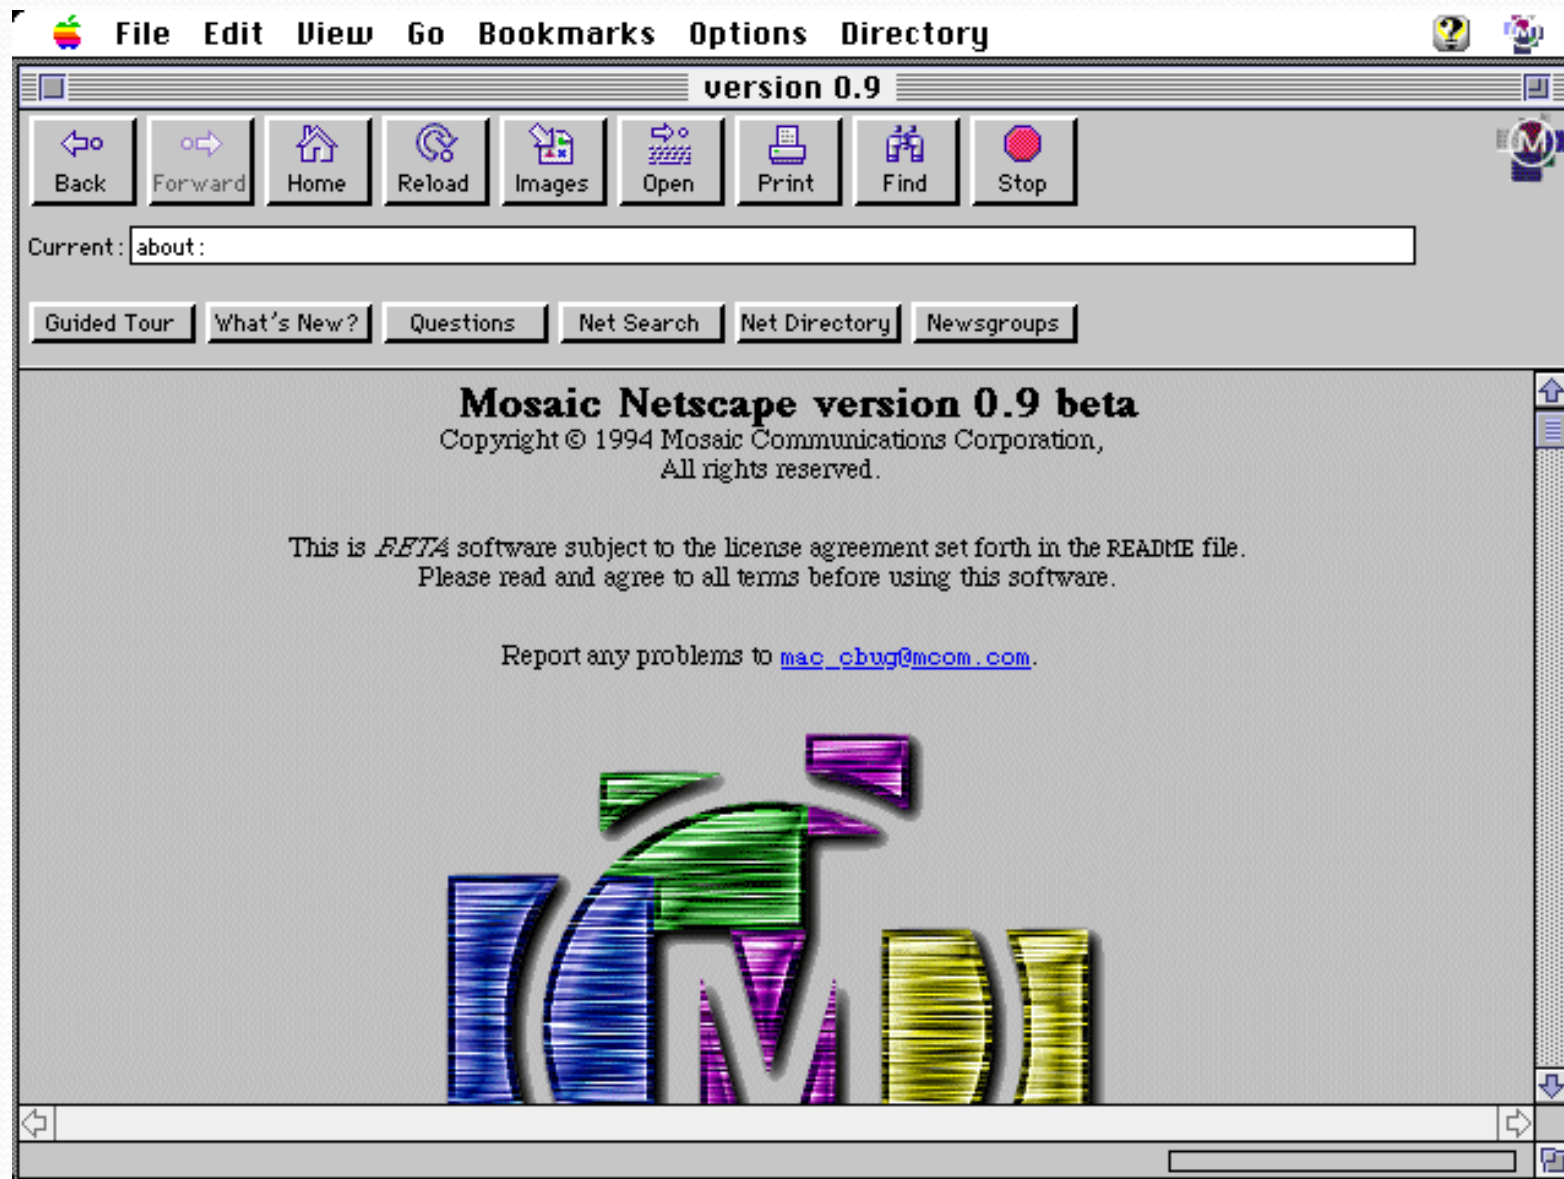 File Edit View Go Bookmarks Options Directory
version 0.9
Back Forward Home Reload Images Open Print Find Stop
M
Current: about:
Guided Tour What's New? Questions Net Search Net Directory Newsgroups
Mosaic Netscape version 0.9 beta
Copyright © 1994 Mosaic Communications Corporation,
All rights reserved.
This is BETA software subject to the license agreement set forth in the README file.
Please read and agree to all terms before using this software.
Report any problems to mac_cbug@mcom.com.
M